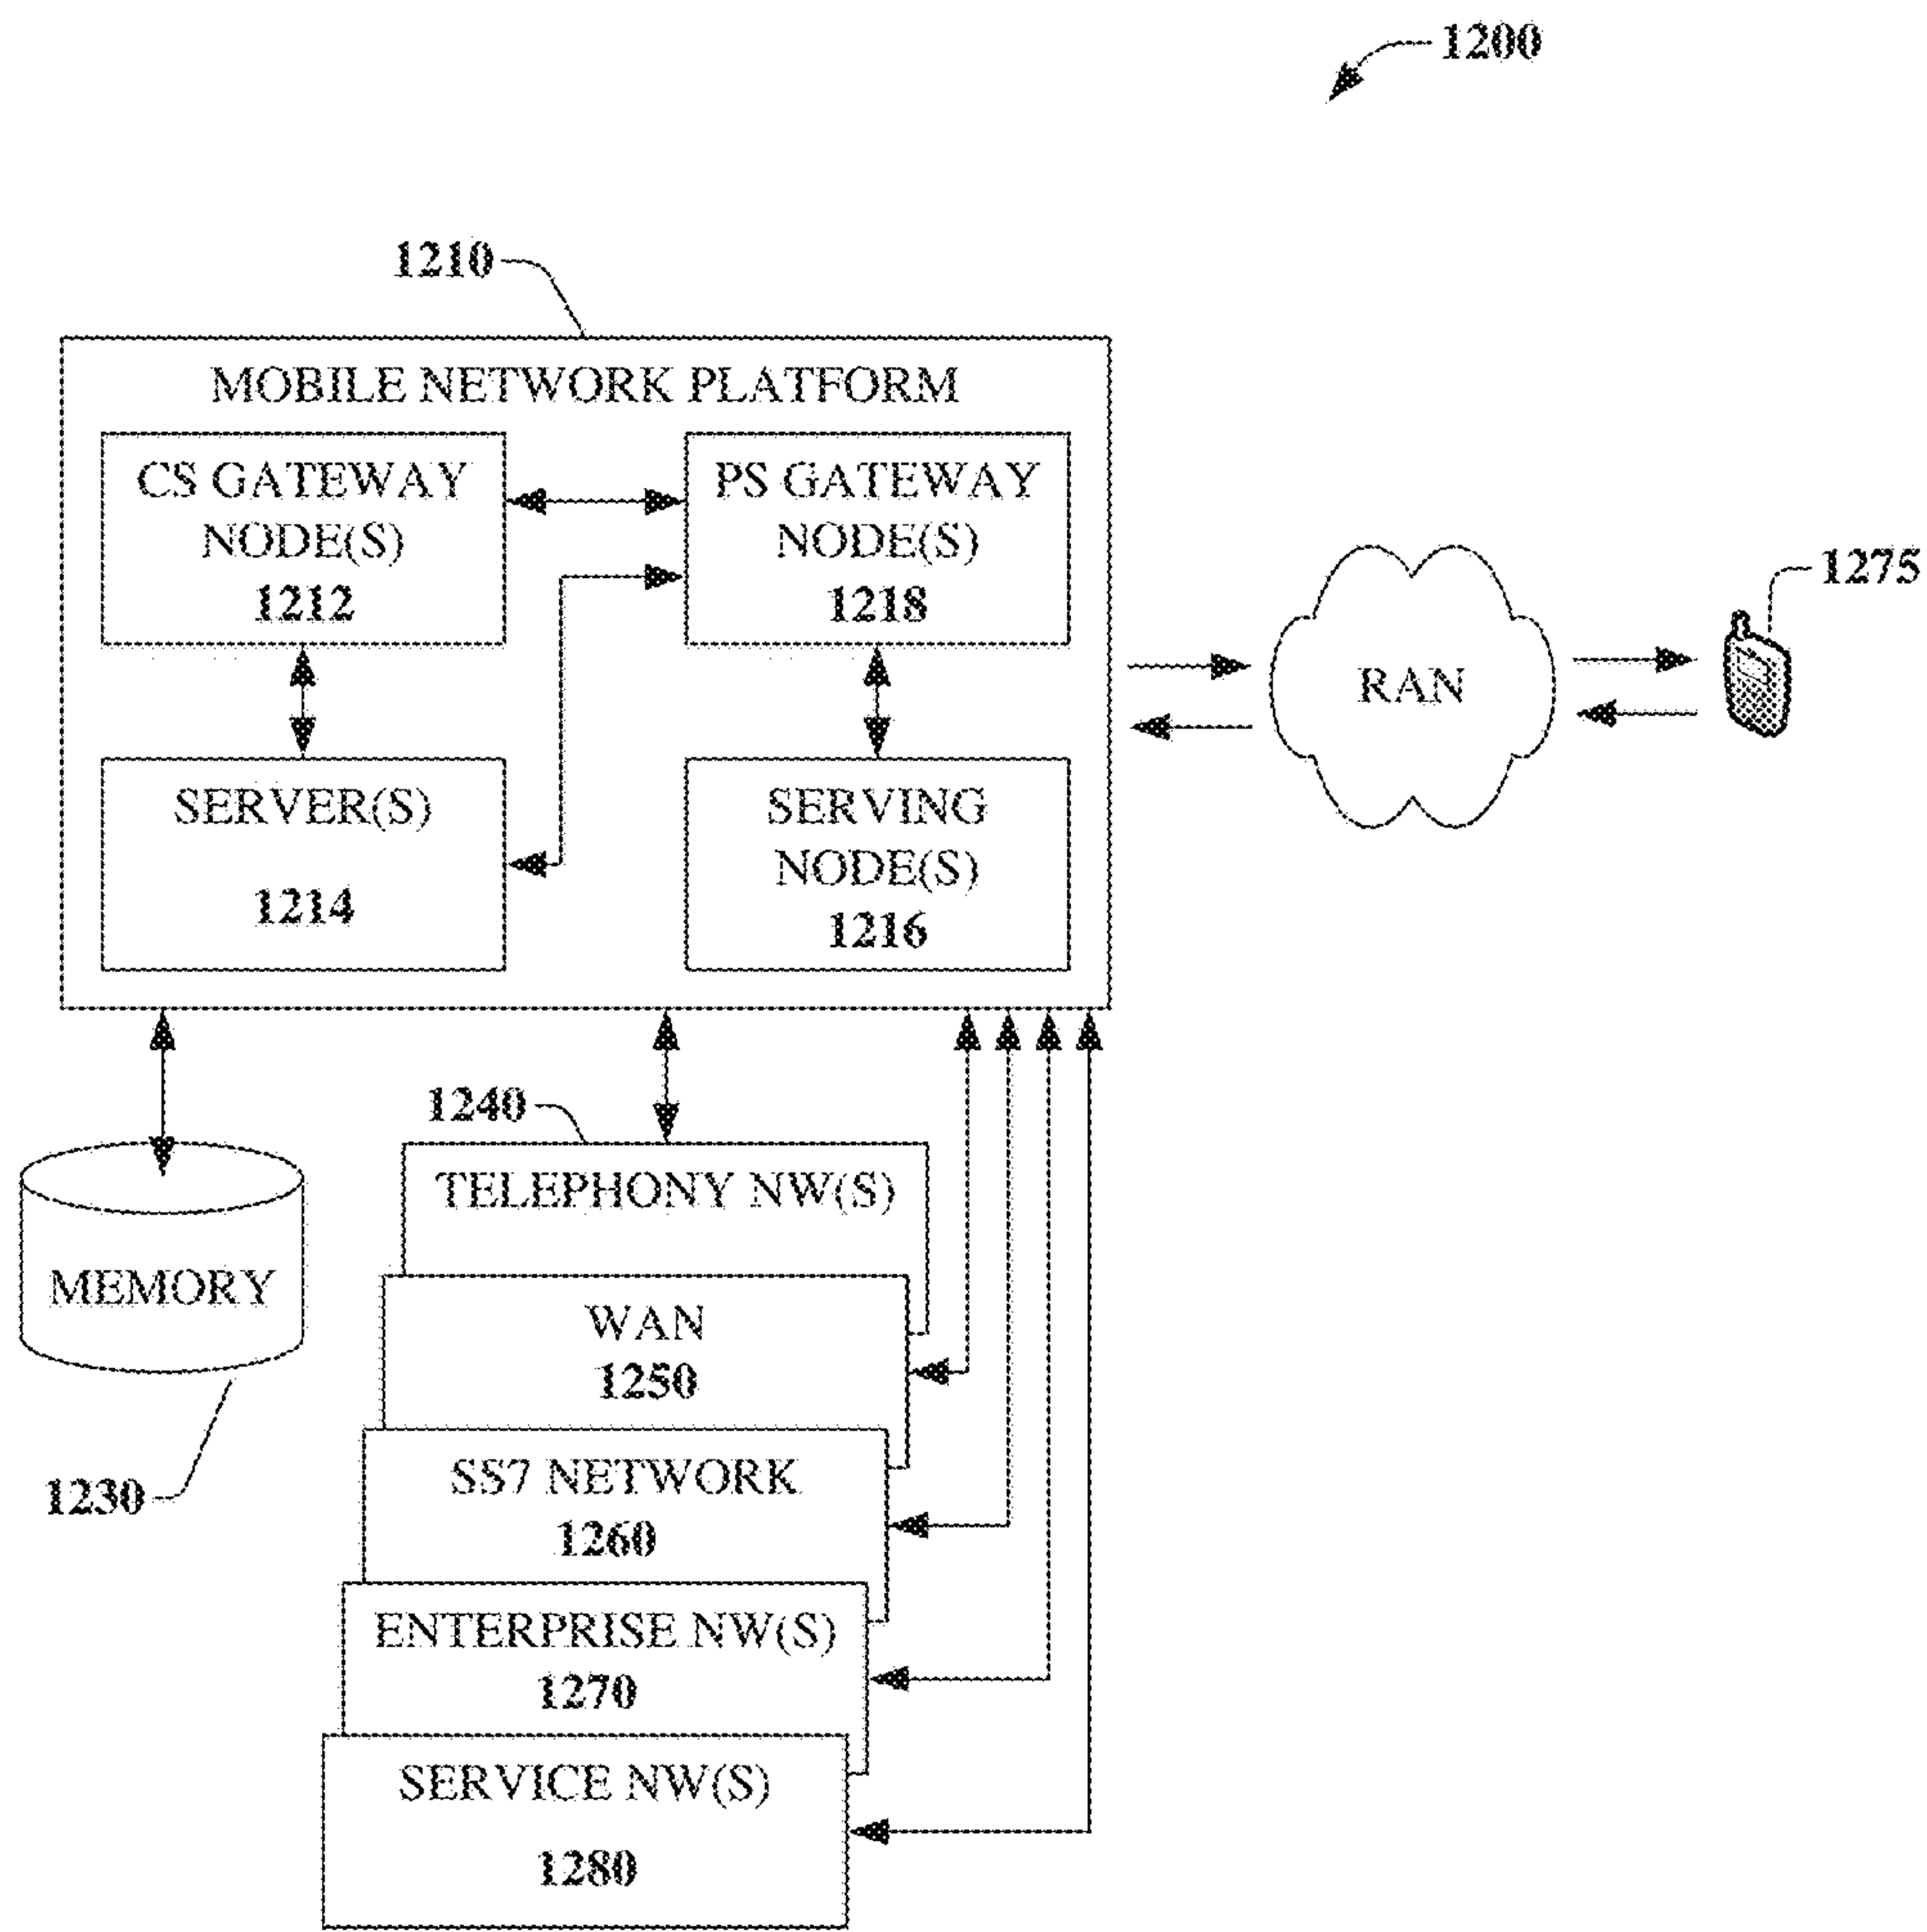 1200
1210
MOBILE NETWORK PLATFORM
CS GATEWAY
NODE(S)
1212
PS GATEWAY
NODE(S)
1218
SERVER(S)
1214
SERVING
NODE(S)
1216
RAN
1275
1240
TELEPHONY NW(S)
MEMORY
1230
WAN
1250
SS7 NETWORK
1260
ENTERPRISE NW(S)
1270
SERVICE NW(S)
1280